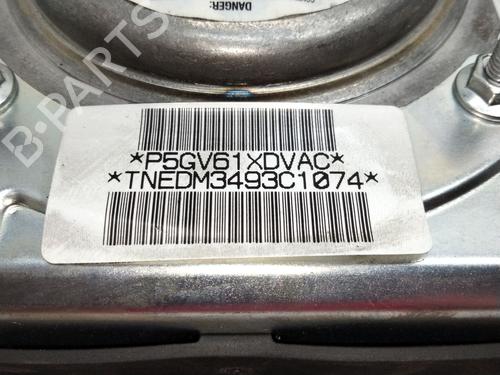 DANGER:
*P5GV61XDVAC*
*TNEDM3493C1074*
B-PARTS